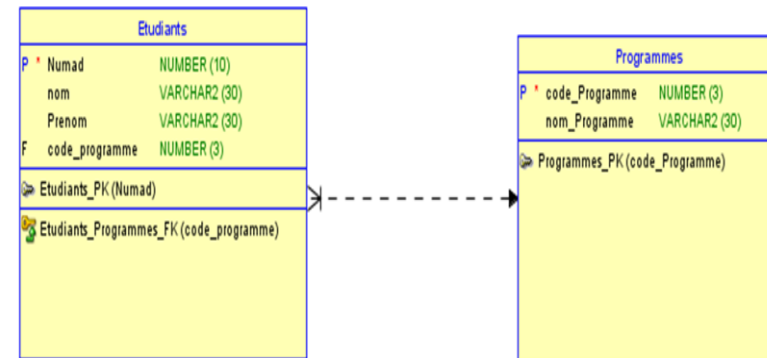 Etudiants
P * Numad NUMBER (10)
nom VARCHAR2 (30)
Prenom VARCHAR2 (30)
F code_programme NUMBER (3)
Etudiants_PK (Numad)
Etudiants_Programmes_FK (code_programme)
Programmes
P * code_Programme NUMBER (3)
nom_Programme VARCHAR2 (30)
Programmes_PK (code_Programme)